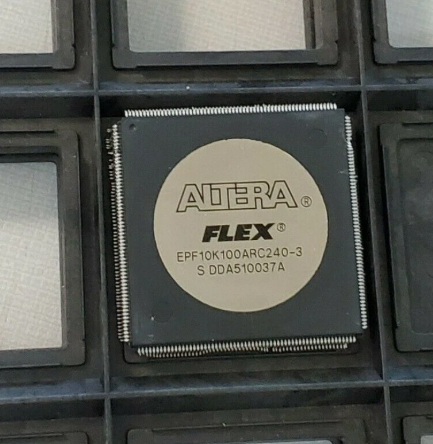 ALTERA®
FLEX®
EPF10K100ARC240-3
S DDA510037A